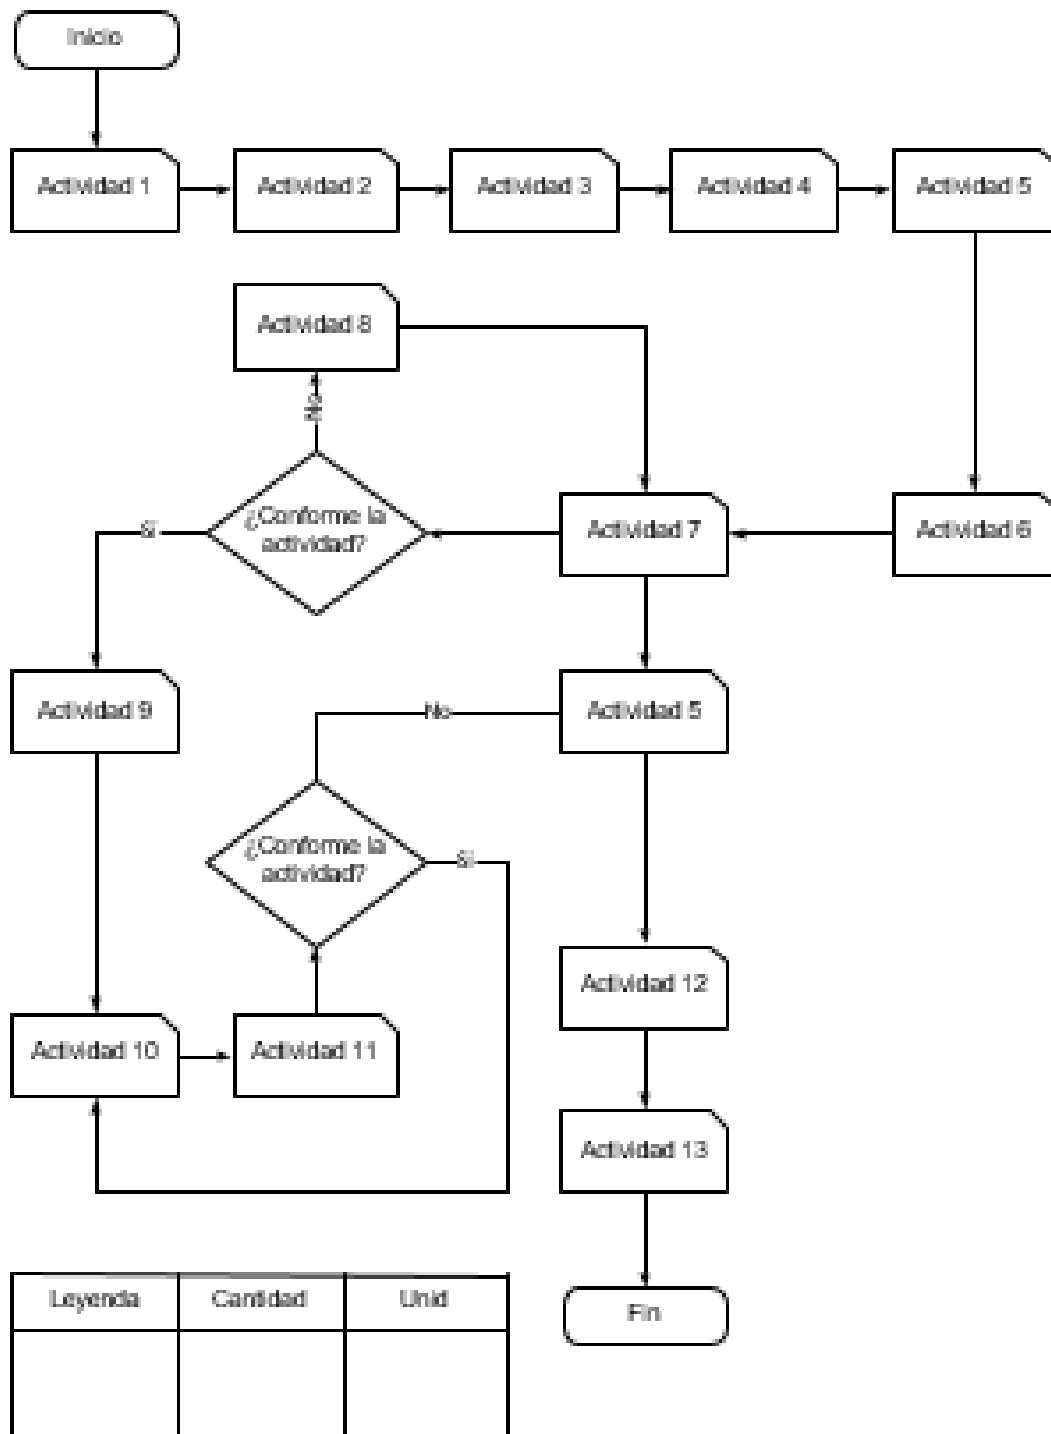 Inicio
Actividad 1
Actividad 2
Actividad 3
Actividad 4
Actividad 5
Actividad 8
No
¿Conforme la
actividad?
Si
Actividad 7
Actividad 6
Actividad 9
No
Actividad 5
¿Conforme la
actividad?
Si
Actividad 12
Actividad 10
Actividad 11
Actividad 13
Leyenda
Cantidad
Unid
Fin